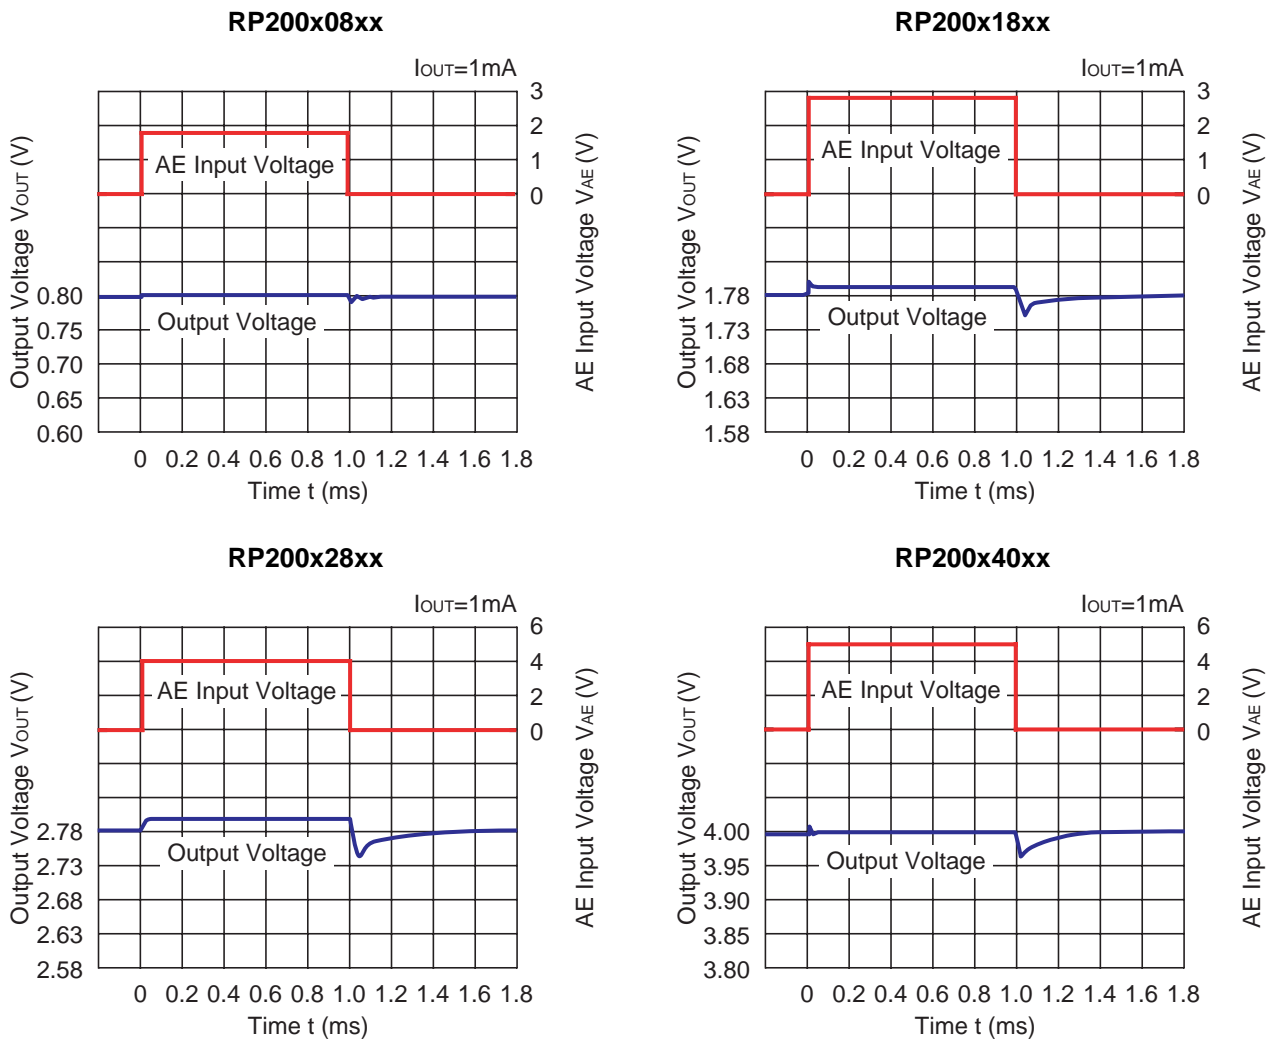 RP200x08xx
IOUT=1mA
Output Voltage VOUT (V)
AE Input Voltage VAE (V)
3
2
1
0
AE Input Voltage
0.80
0.75
0.70
0.65
0.60
Output Voltage
0 0.2 0.4 0.6 0.8 1.0 1.2 1.4 1.6 1.8
Time t (ms)
RP200x18xx
IOUT=1mA
Output Voltage VOUT (V)
AE Input Voltage VAE (V)
3
2
1
0
AE Input Voltage
1.78
1.73
1.68
1.63
1.58
Output Voltage
0 0.2 0.4 0.6 0.8 1.0 1.2 1.4 1.6 1.8
Time t (ms)
RP200x28xx
IOUT=1mA
Output Voltage VOUT (V)
AE Input Voltage VAE (V)
6
4
2
0
AE Input Voltage
2.78
2.73
2.68
2.63
2.58
Output Voltage
0 0.2 0.4 0.6 0.8 1.0 1.2 1.4 1.6 1.8
Time t (ms)
RP200x40xx
IOUT=1mA
Output Voltage VOUT (V)
AE Input Voltage VAE (V)
6
4
2
0
AE Input Voltage
4.00
3.95
3.90
3.85
3.80
Output Voltage
0 0.2 0.4 0.6 0.8 1.0 1.2 1.4 1.6 1.8
Time t (ms)